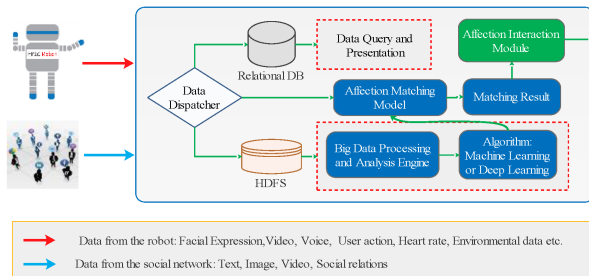 HRI Robot
Data Query and
Presentation
Affection Interaction
Module
Relational DB
Data
Dispatcher
Affection Matching
Model
Matching Result
Big Data Processing
and Analysis Engine
Algorithm:
Machine Learning
or Deep Learning
HDFS
Data from the robot: Facial Expression,Video, Voice, User action, Heart rate, Environmental data etc.
Data from the social network: Text, Image, Video, Social relations